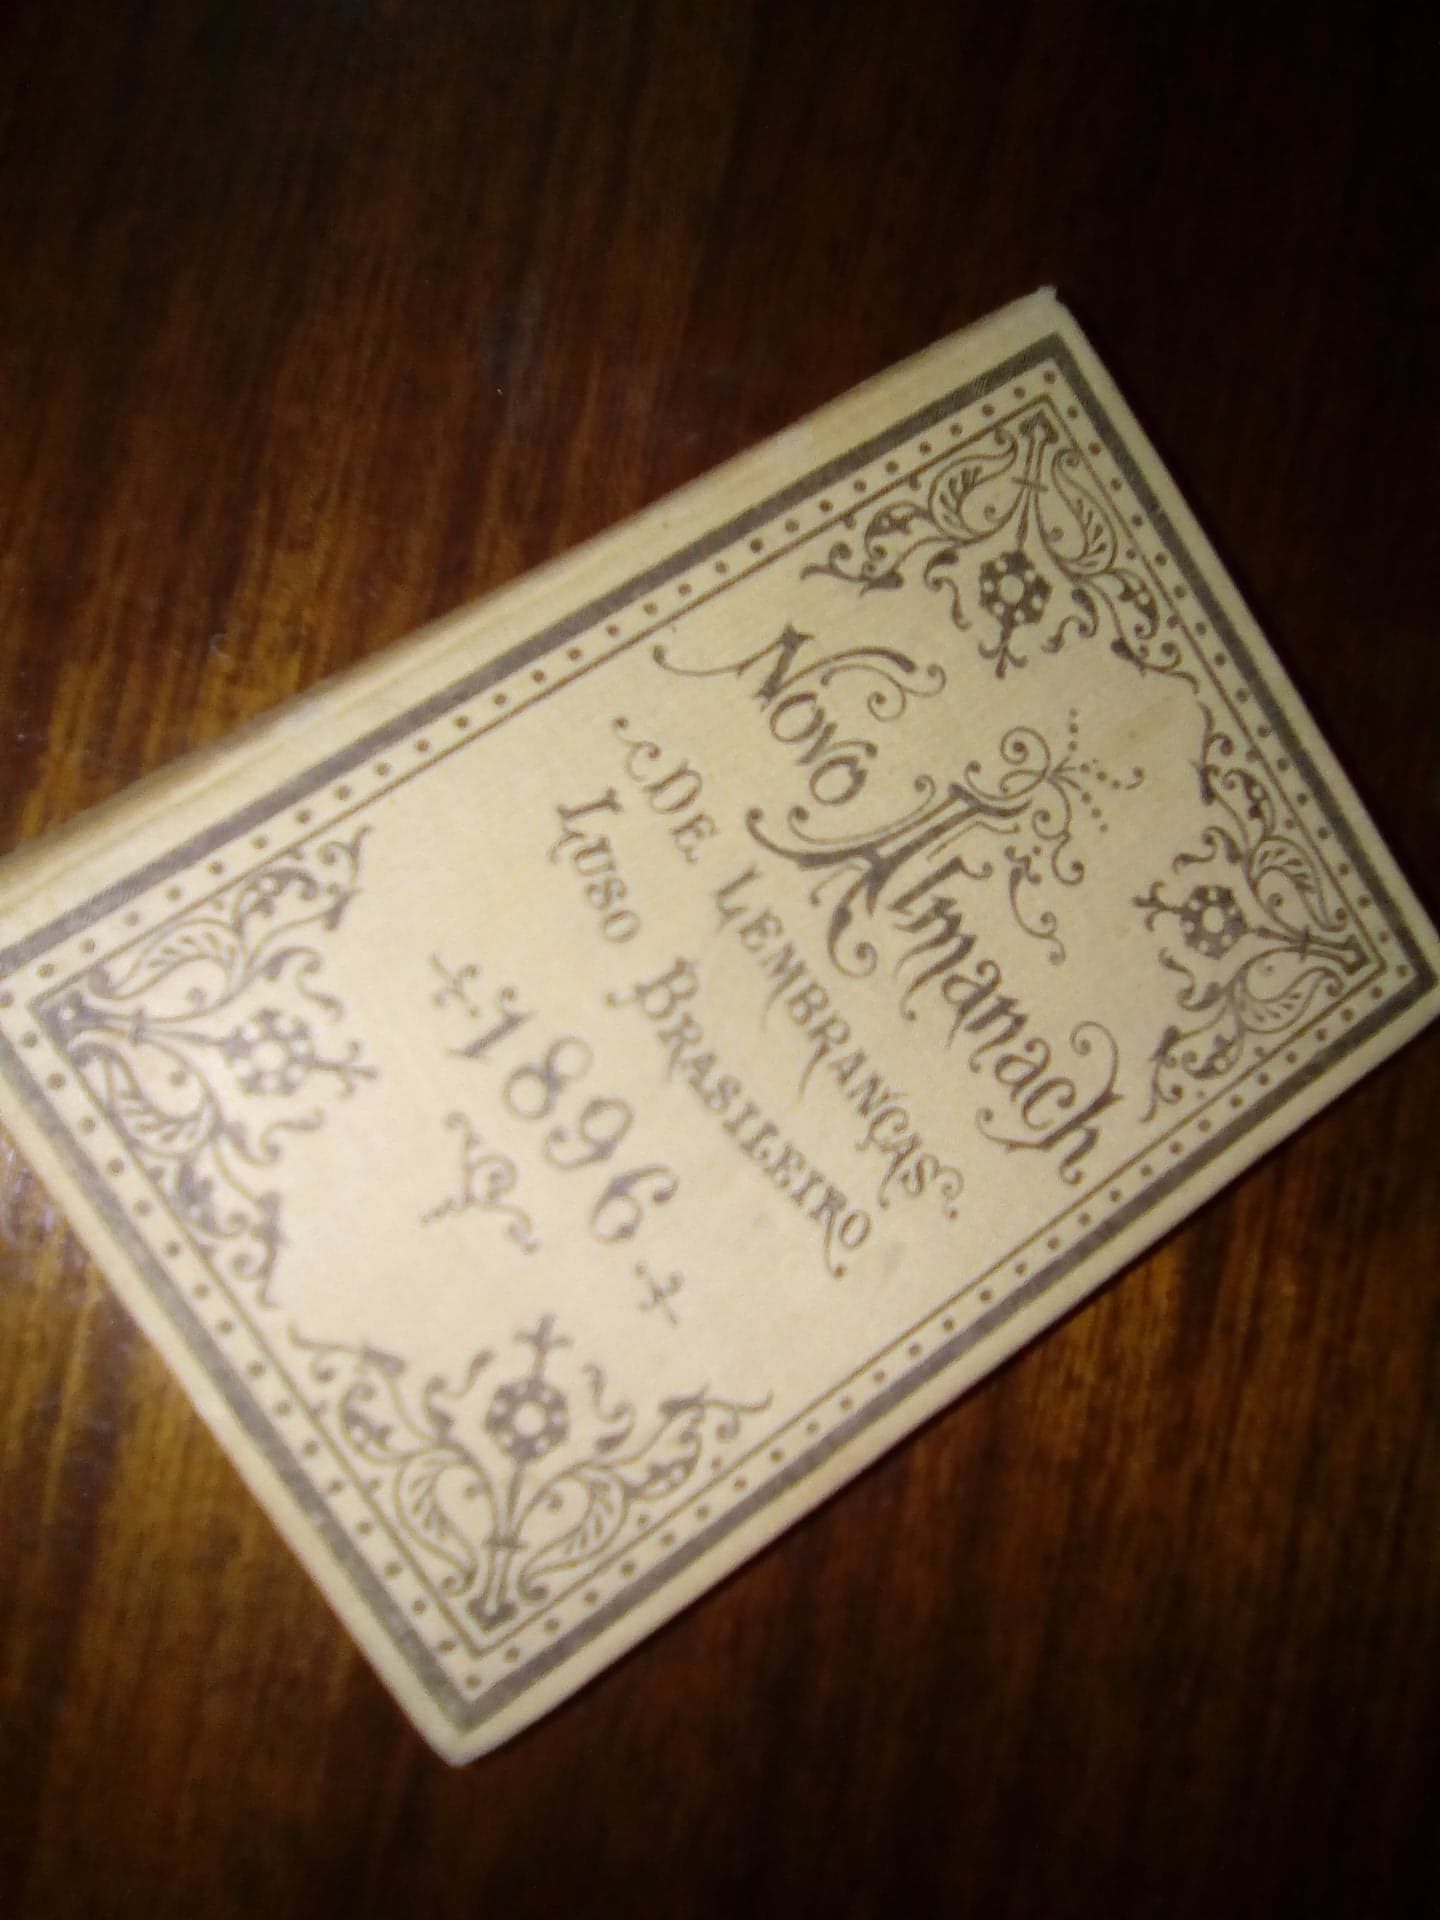 Novo Almanach
De Lembranças
Luso Brasileiro
1896